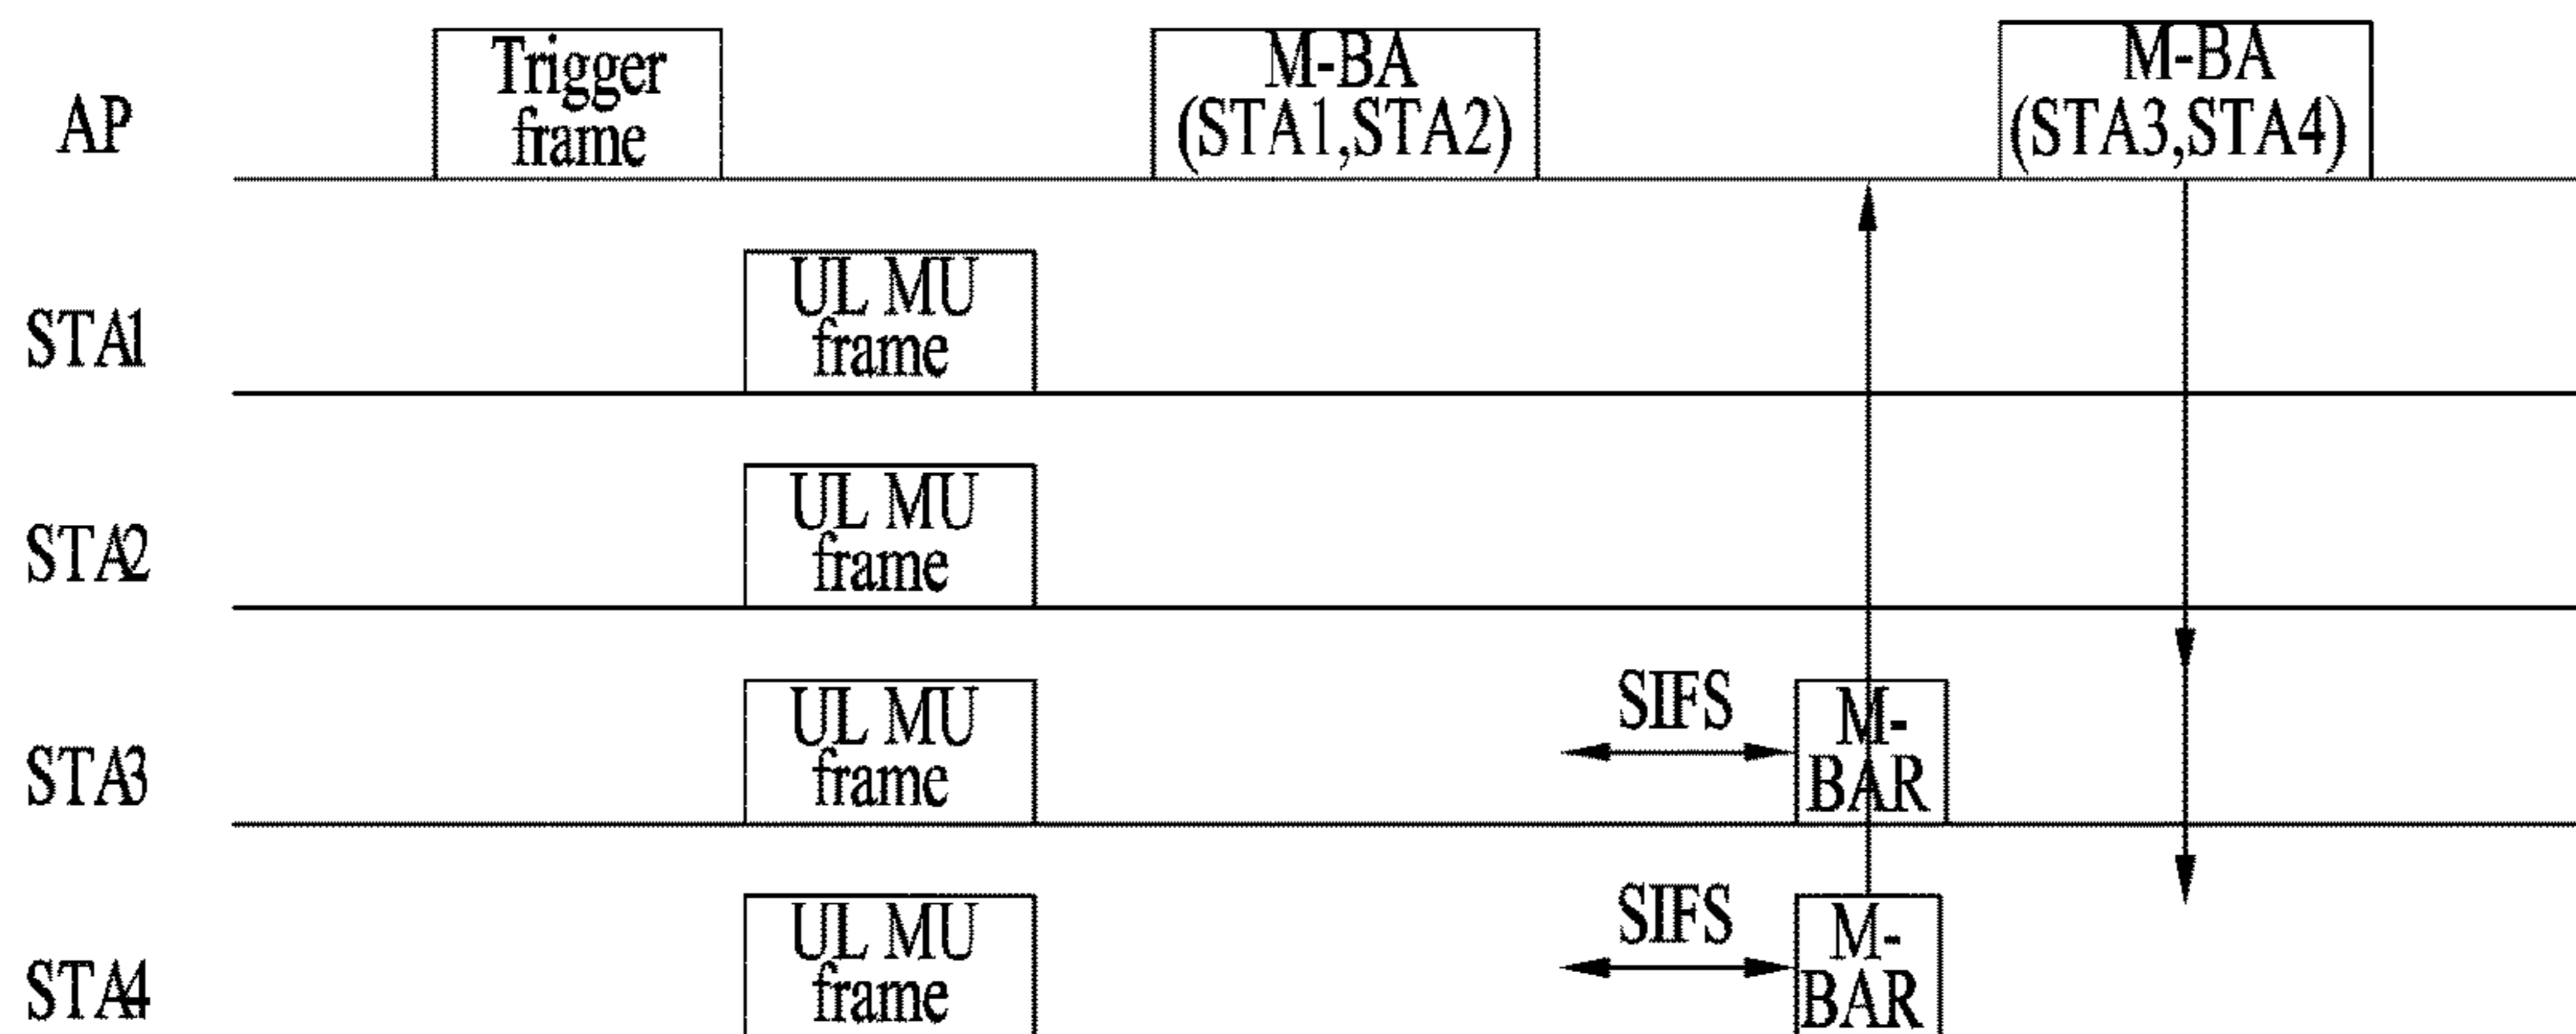 Trigger
frame
M-BA
(STA1,STA2)
M-BA
(STA3,STA4)
AP
UL MU
frame
STA1
UL MU
frame
STA2
UL MU
frame
SIFS
M-
BAR
STA3
UL MU
frame
SIFS
M-
BAR
STA4